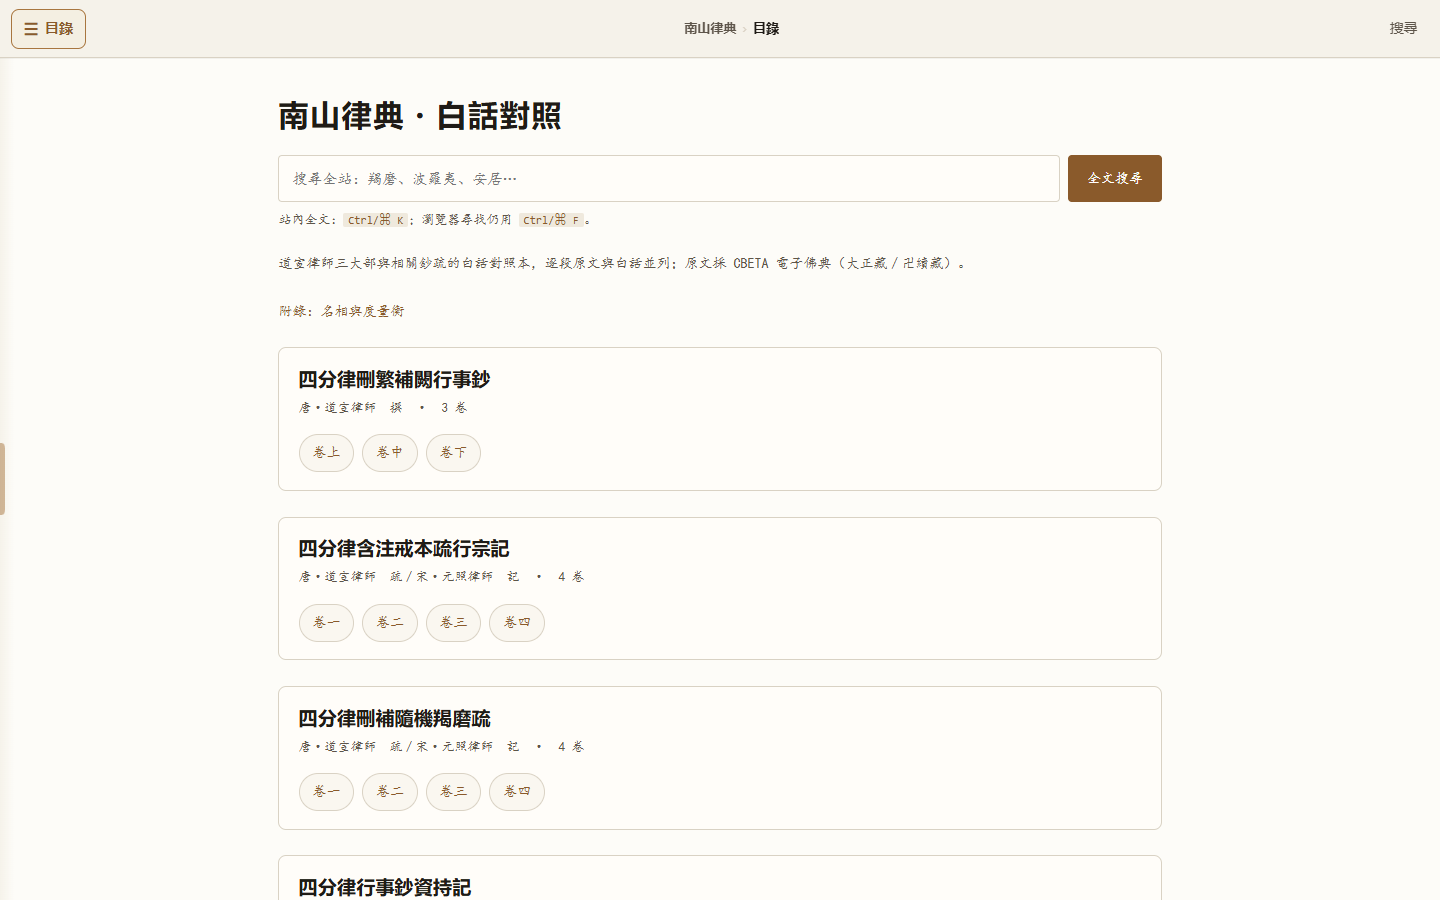 ☰ 目錄
南山律典 › 目錄
搜尋
南山律典 · 白話對照
搜尋全站：羯磨、波羅夷、安居…
全文搜尋
站內全文：Ctrl/⌘ K；瀏覽器尋找仍用 Ctrl/⌘ F。
道宣律師三大部與相關鈔疏的白話對照本，逐段原文與白話並列；原文採 CBETA 電子佛典（大正藏／卍續藏）。
附錄：名相與度量衡
四分律刪繁補闕行事鈔
唐・道宣律師　撰 · 3 卷
卷上
卷中
卷下
四分律含注戒本疏行宗記
唐・道宣律師　疏／宋・元照律師　記 · 4 卷
卷一
卷二
卷三
卷四
四分律刪補隨機羯磨疏
唐・道宣律師　疏／宋・元照律師　記 · 4 卷
卷一
卷二
卷三
卷四
四分律行事鈔資持記